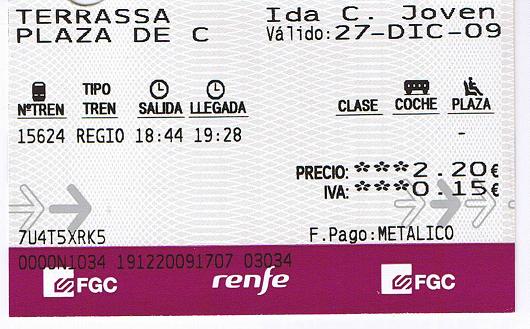 TERRASSA Ida C. Joven
PLAZA DE C Válido: 27-DIC-09
NºTREN TIPO TREN SALIDA LLEGADA CLASE COCHE PLAZA
15624 REGIO 18:44 19:28 -
PRECIO: ***2.20€
IVA: ***0.15€
7U4T5XRK5 F.Pago: METALICO
0000N1034 191220091707 03034
FGC renfe FGC